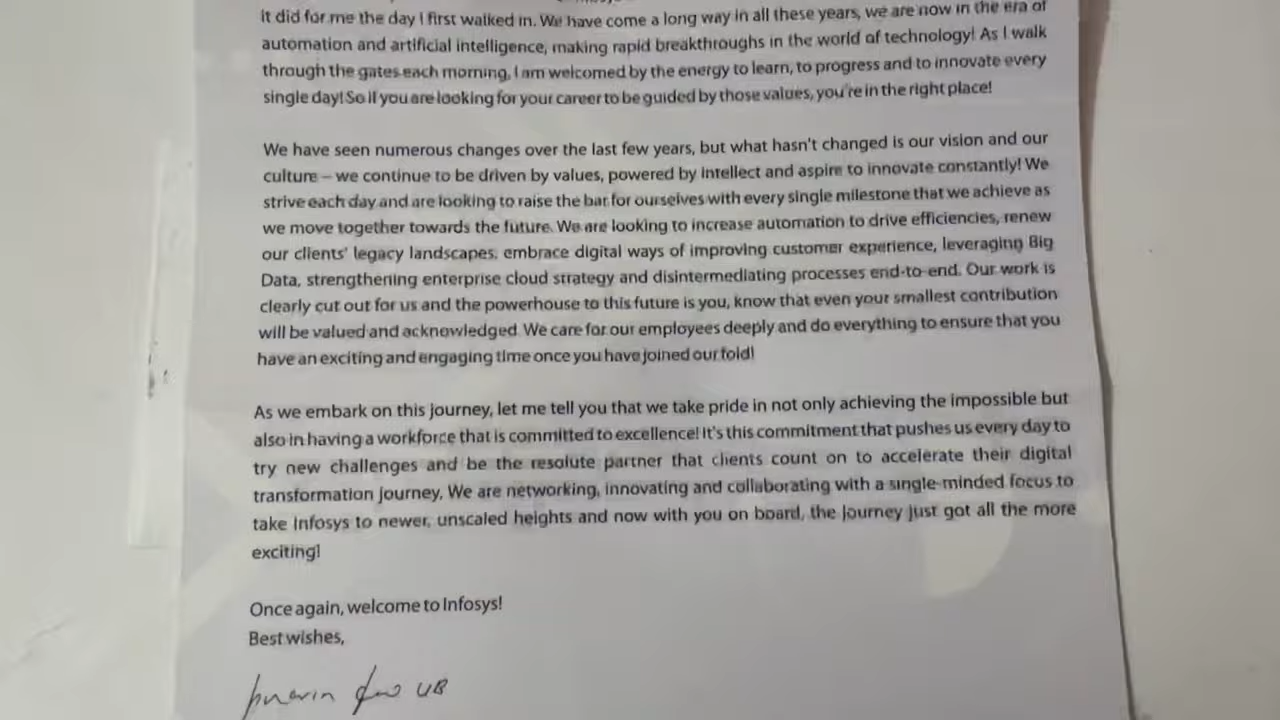 it did for me the day I first walked in. We have come a long way in all these years, we are now in the era of
automation and artificial intelligence, making rapid breakthroughs in the world of technology! As I walk
through the gates each morning, I am welcomed by the energy to learn, to progress and to innovate every
single day! So if you are looking for your career to be guided by those values, you're in the right place!
We have seen numerous changes over the last few years, but what hasn't changed is our vision and our
culture – we continue to be driven by values, powered by intellect and aspire to innovate constantly! We
strive each day and are looking to raise the bar for ourselves with every single milestone that we achieve as
we move together towards the future. We are looking to increase automation to drive efficiencies, renew
our clients' legacy landscapes, embrace digital ways of improving customer experience, leveraging Big
Data, strengthening enterprise cloud strategy and disintermediating processes end-to-end. Our work is
clearly cut out for us and the powerhouse to this future is you, know that even your smallest contribution
will be valued and acknowledged. We care for our employees deeply and do everything to ensure that you
have an exciting and engaging time once you have joined our fold!
As we embark on this journey, let me tell you that we take pride in not only achieving the impossible but
also in having a workforce that is committed to excellence! It's this commitment that pushes us every day to
try new challenges and be the resolute partner that clients count on to accelerate their digital
transformation journey. We are networking, innovating and collaborating with a single-minded focus to
take Infosys to newer, unscaled heights and now with you on board, the journey just got all the more
exciting!
Once again, welcome to Infosys!
Best wishes,